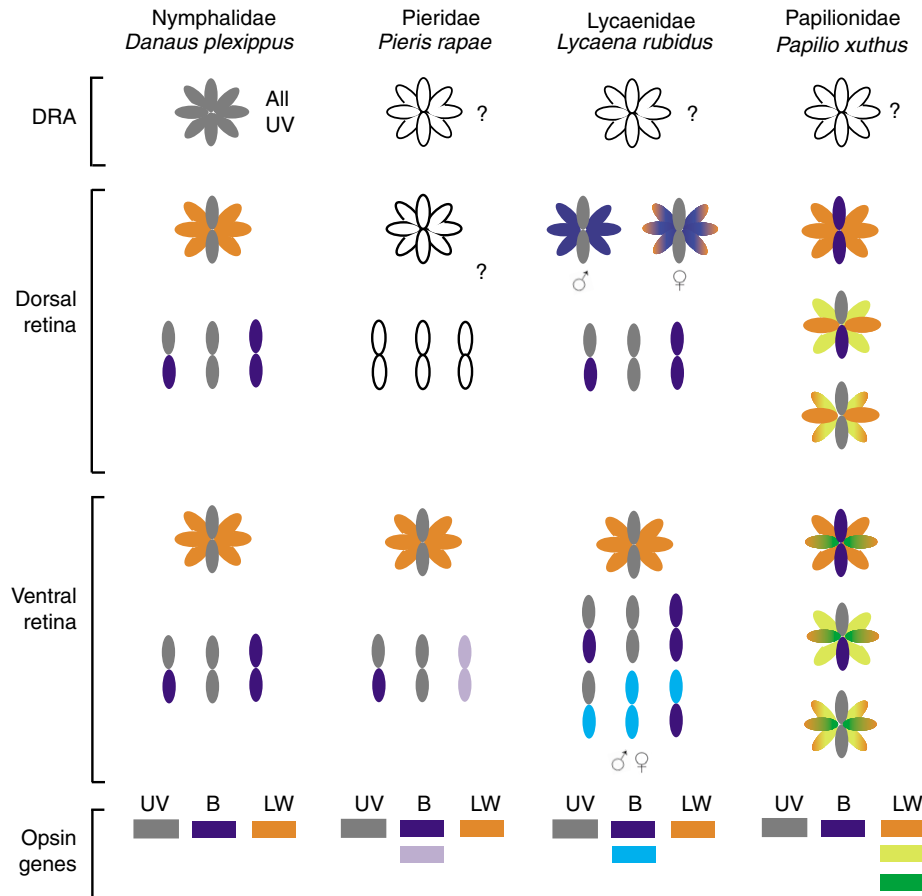 Nymphalidae
Danaus plexippus
Pieridae
Pieris rapae
Lycaenidae
Lycaena rubidus
Papilionidae
Papilio xuthus
DRA
All
UV
?
?
?
Dorsal
retina
?
♂
♀
Ventral
retina
♂♀
Opsin
genes
UV B LW
UV B LW
UV B LW
UV B LW